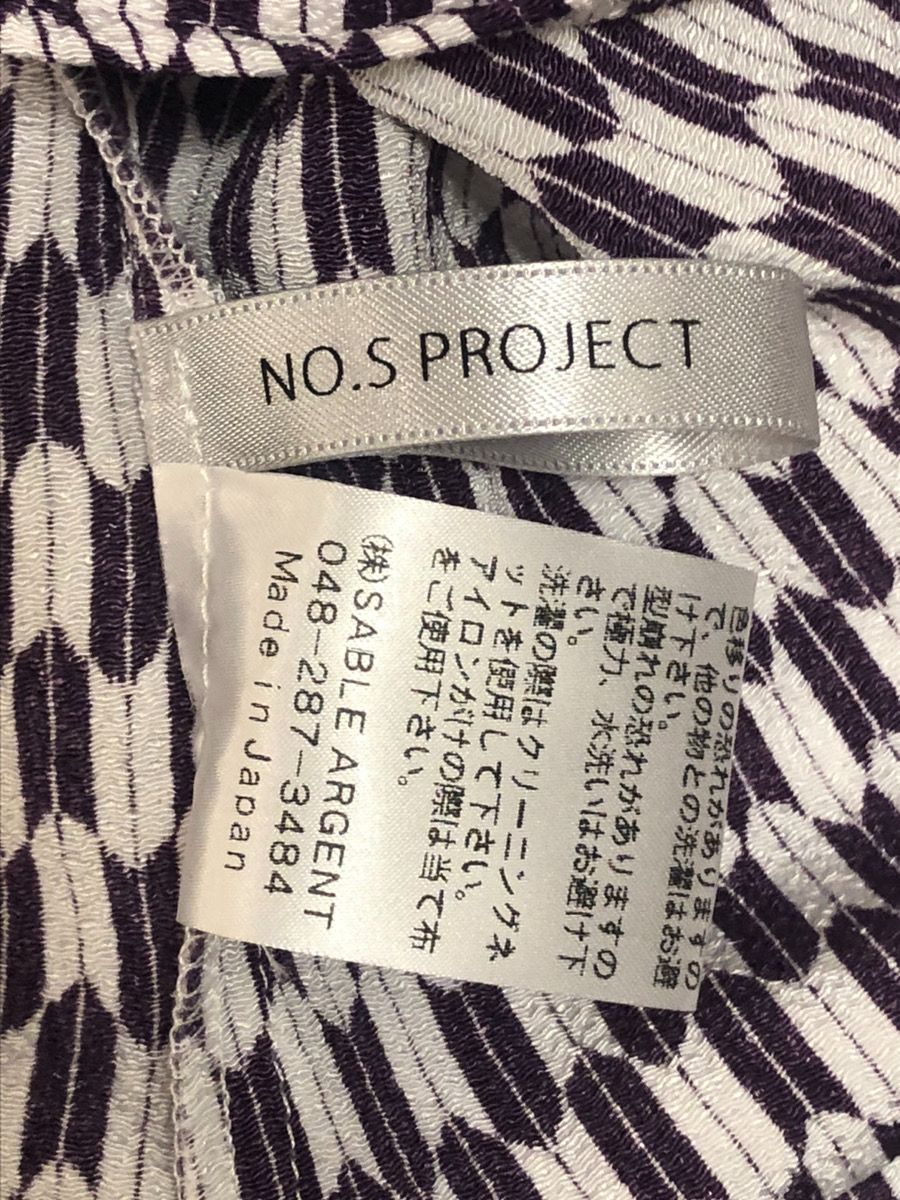 NO.S PROJECT
色移りの恐れがありますの
で、他の物との洗濯はお避
け下さい。
型崩れの恐れがありますの
で極力、水洗いはお避け下
さい。
洗濯の際はクリーニングネ
ットを使用して下さい。
アイロンがけの際は当て布
をご使用下さい。
㈱SABLE ARGENT
048-287-3484
Made in Japan